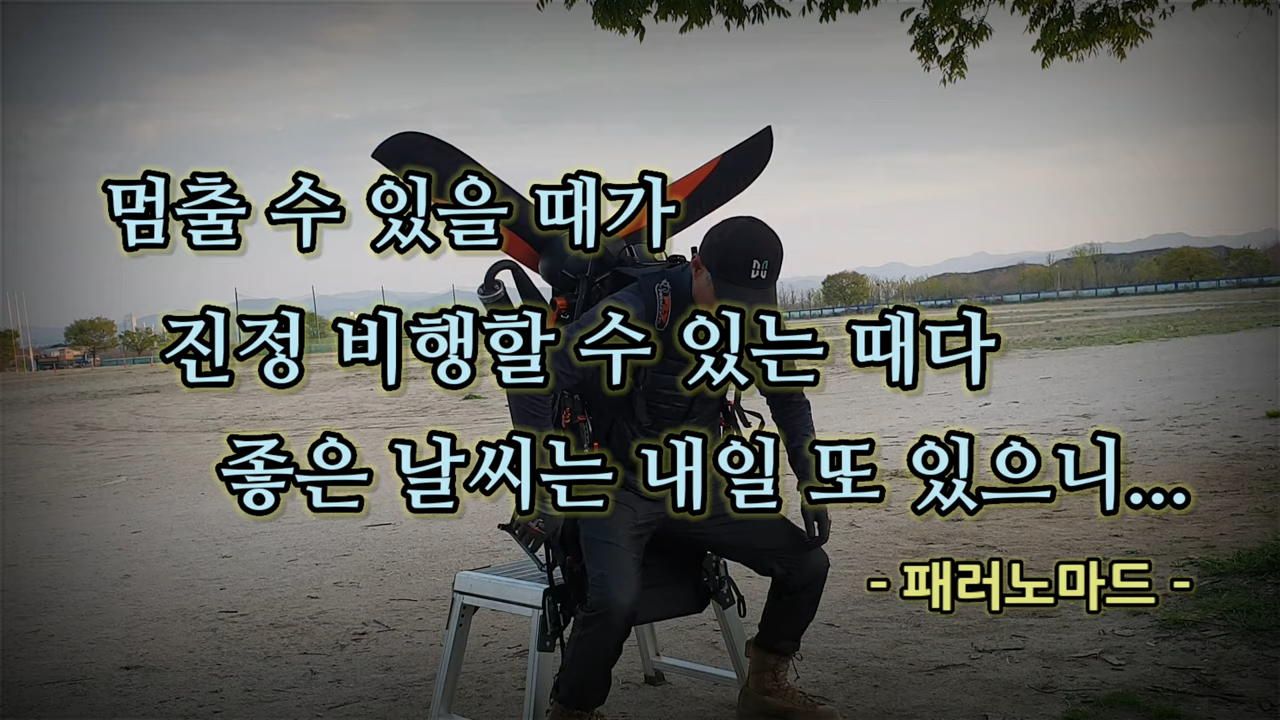 멈출 수 있을 때가
진정 비행할 수 있는 때다
좋은 날씨는 내일 또 있으니...
- 패러노마드 -